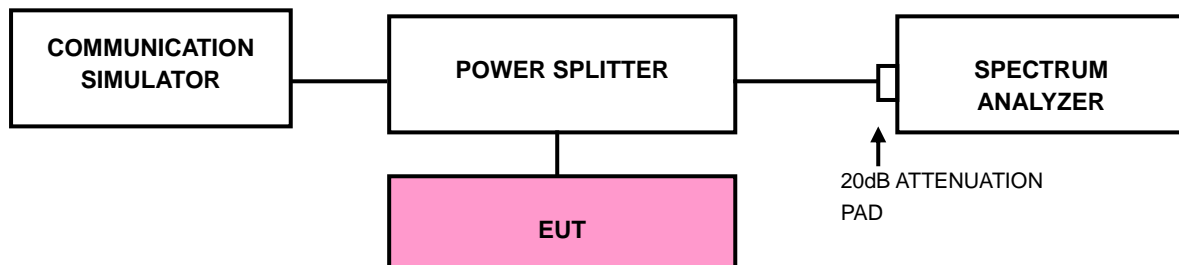 COMMUNICATION
SIMULATOR
POWER SPLITTER
SPECTRUM
ANALYZER
20dB ATTENUATION
PAD
EUT